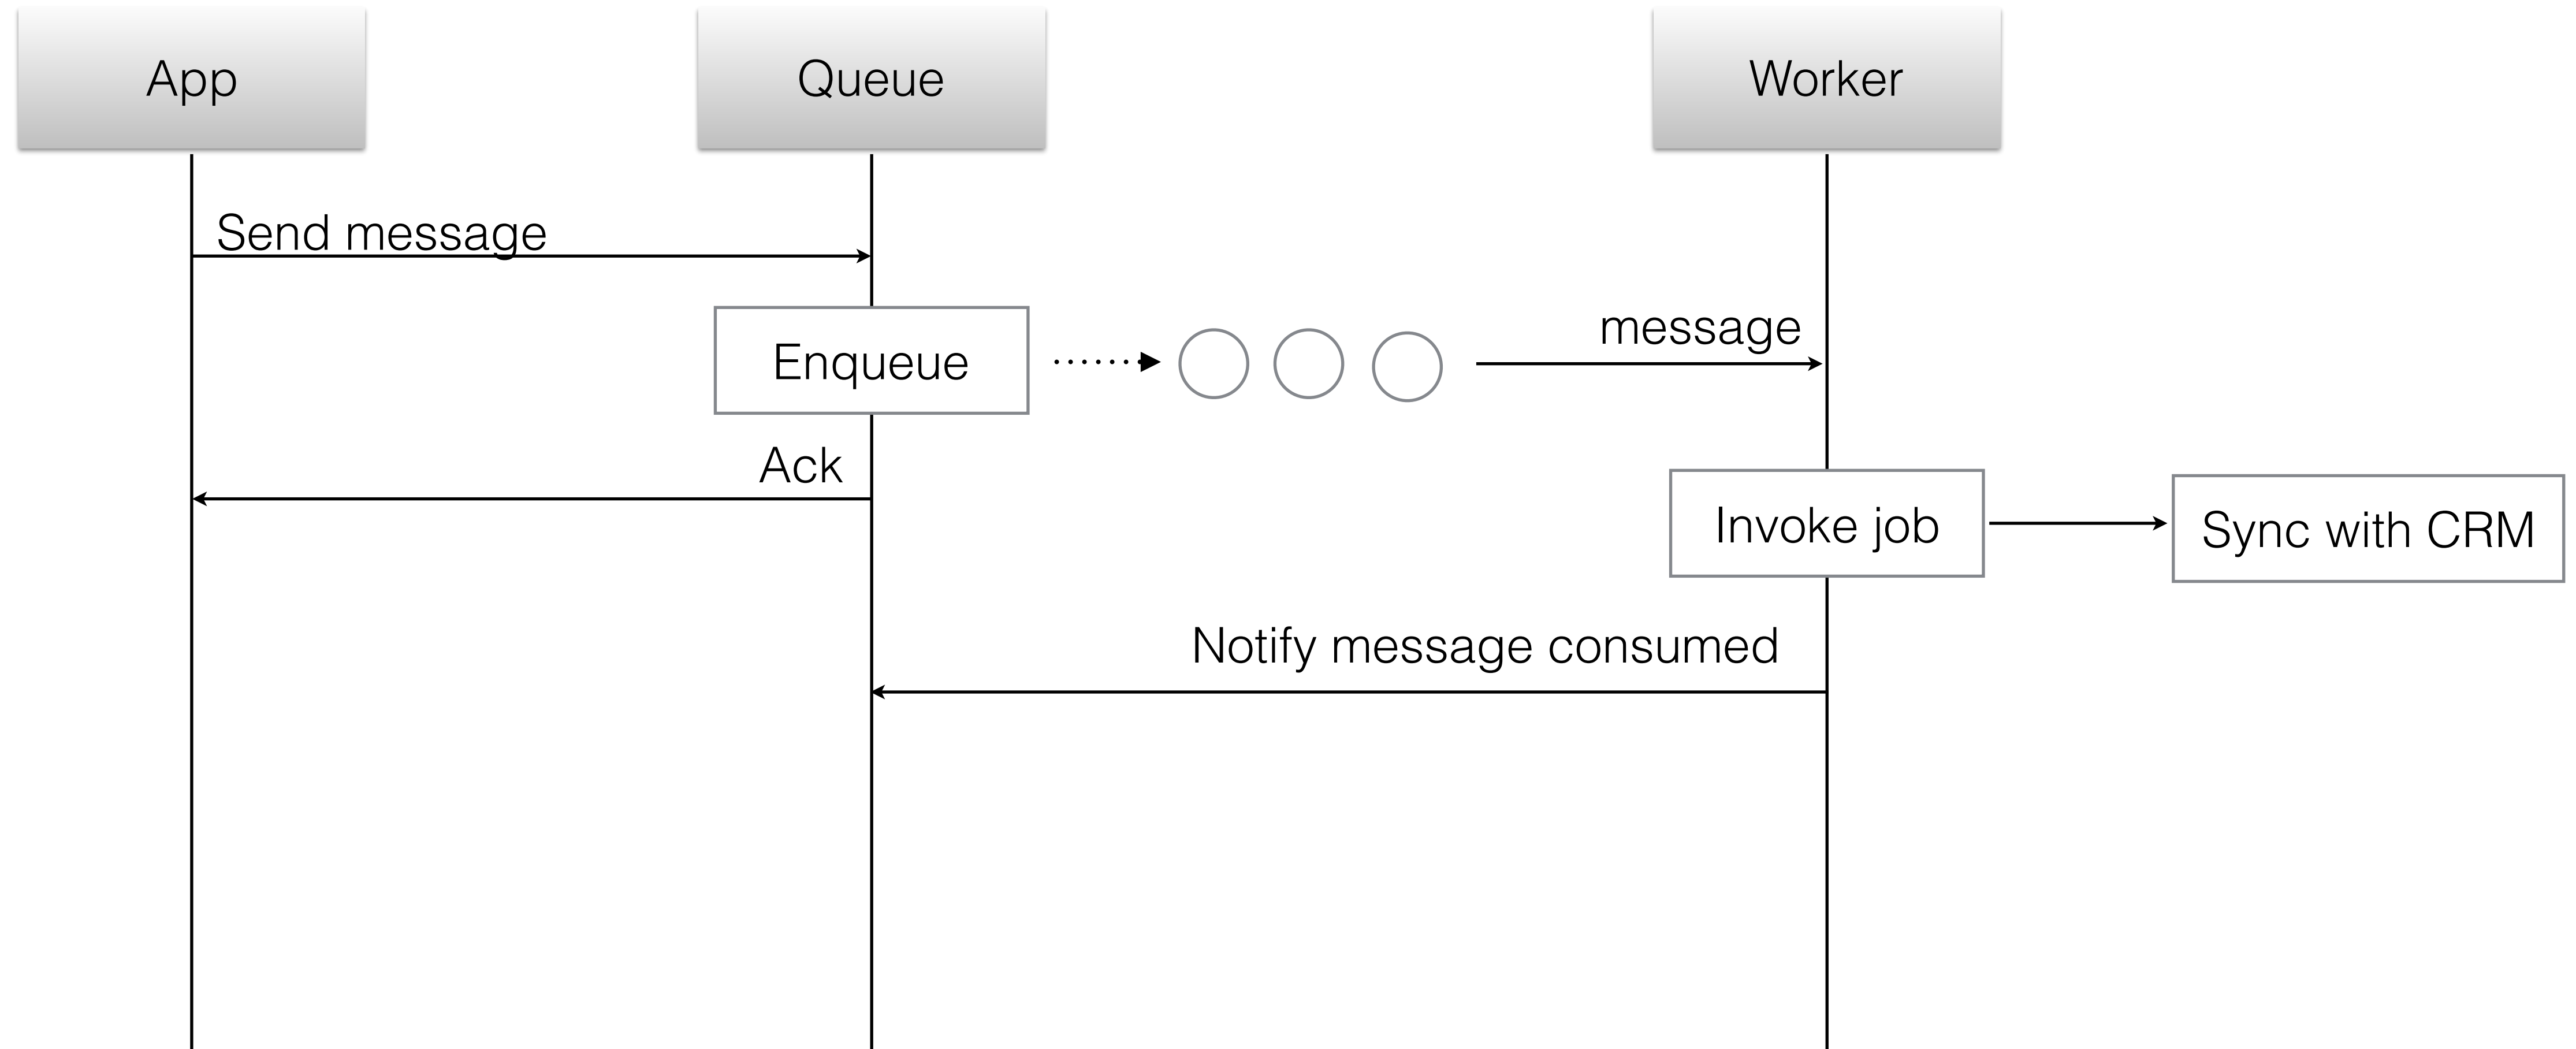 App
Queue
Worker
Send message
message
Enqueue
Ack
Invoke job
Sync with CRM
Notify message consumed